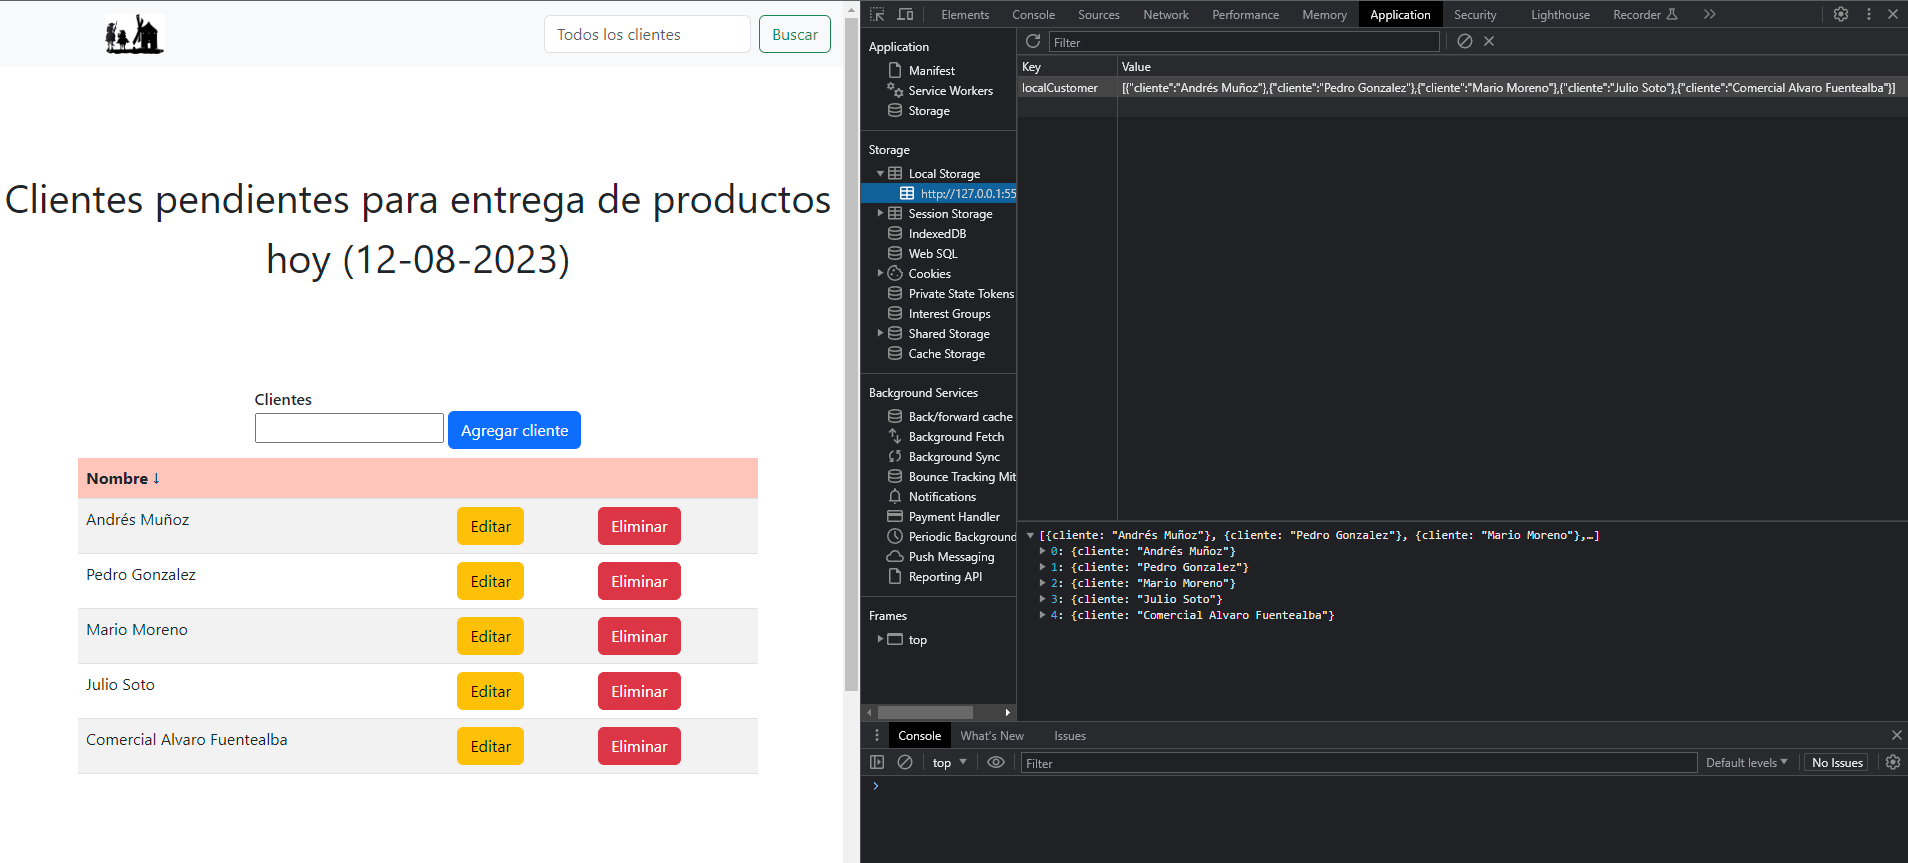 Todos los clientes
Buscar
Clientes pendientes para entrega de productos
hoy (12-08-2023)
Clientes
Agregar cliente
Nombre ↓
Andrés Muñoz Editar Eliminar
Pedro Gonzalez Editar Eliminar
Mario Moreno Editar Eliminar
Julio Soto Editar Eliminar
Comercial Alvaro Fuentealba Editar Eliminar
Elements Console Sources Network Performance Memory Application Security Lighthouse Recorder
Application
Manifest
Service Workers
Storage
Storage
Local Storage
http://127.0.0.1:55
Session Storage
IndexedDB
Web SQL
Cookies
Private State Tokens
Interest Groups
Shared Storage
Cache Storage
Background Services
Back/forward cache
Background Fetch
Background Sync
Bounce Tracking Mit
Notifications
Payment Handler
Periodic Background
Push Messaging
Reporting API
Frames
top
Filter
Key Value
localCustomer [{"cliente":"Andrés Muñoz"},{"cliente":"Pedro Gonzalez"},{"cliente":"Mario Moreno"},{"cliente":"Julio Soto"},{"cliente":"Comercial Alvaro Fuentealba"}]
[{cliente: "Andrés Muñoz"}, {cliente: "Pedro Gonzalez"}, {cliente: "Mario Moreno"},…]
0: {cliente: "Andrés Muñoz"}
1: {cliente: "Pedro Gonzalez"}
2: {cliente: "Mario Moreno"}
3: {cliente: "Julio Soto"}
4: {cliente: "Comercial Alvaro Fuentealba"}
Console What's New Issues
top Filter Default levels No Issues